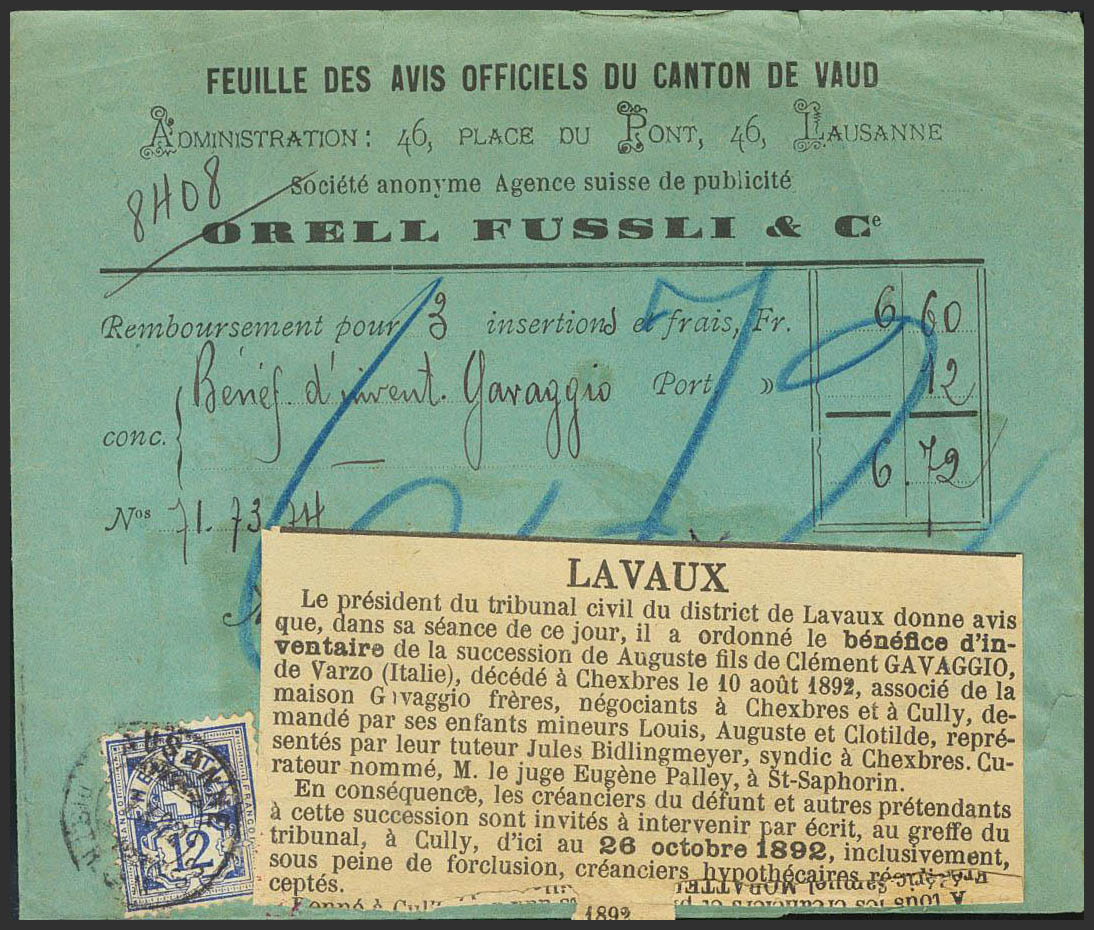 FEUILLE DES AVIS OFFICIELS DU CANTON DE VAUD
ADMINISTRATION: 46, PLACE DU PONT, 46, LAUSANNE
8408
Société anonyme Agence suisse de publicité
ORELL FUSSLI & Ce
Remboursement pour 3 insertions et frais, Fr. 6 60
Bénéf. d'invent. Gavaggio Port » 12
conc.
6.72
Nos 71.73.74
6.72
LAVAUX
Le président du tribunal civil du district de Lavaux donne avis
que, dans sa séance de ce jour, il a ordonné le bénéfice d'in-
ventaire de la succession de Auguste fils de Clément GAVAGGIO,
de Varzo (Italie), décédé à Chexbres le 10 août 1892, associé de la
maison G vaggio frères, négociants à Chexbres et à Cully, de-
mandé par ses enfants mineurs Louis, Auguste et Clotilde, repré-
sentés par leur tuteur Jules Bidlingmeyer, syndic à Chexbres. Cu-
rateur nommé, M. le juge Eugène Palley, à St-Saphorin.
En conséquence, les créanciers du défunt et autres prétendants
à cette succession sont invités à intervenir par écrit, au greffe du
tribunal, à Cully, d'ici au 26 octobre 1892, inclusivement,
sous peine de forclusion, créanciers hypothécaires
ceptés.
1892
FRANCO
12